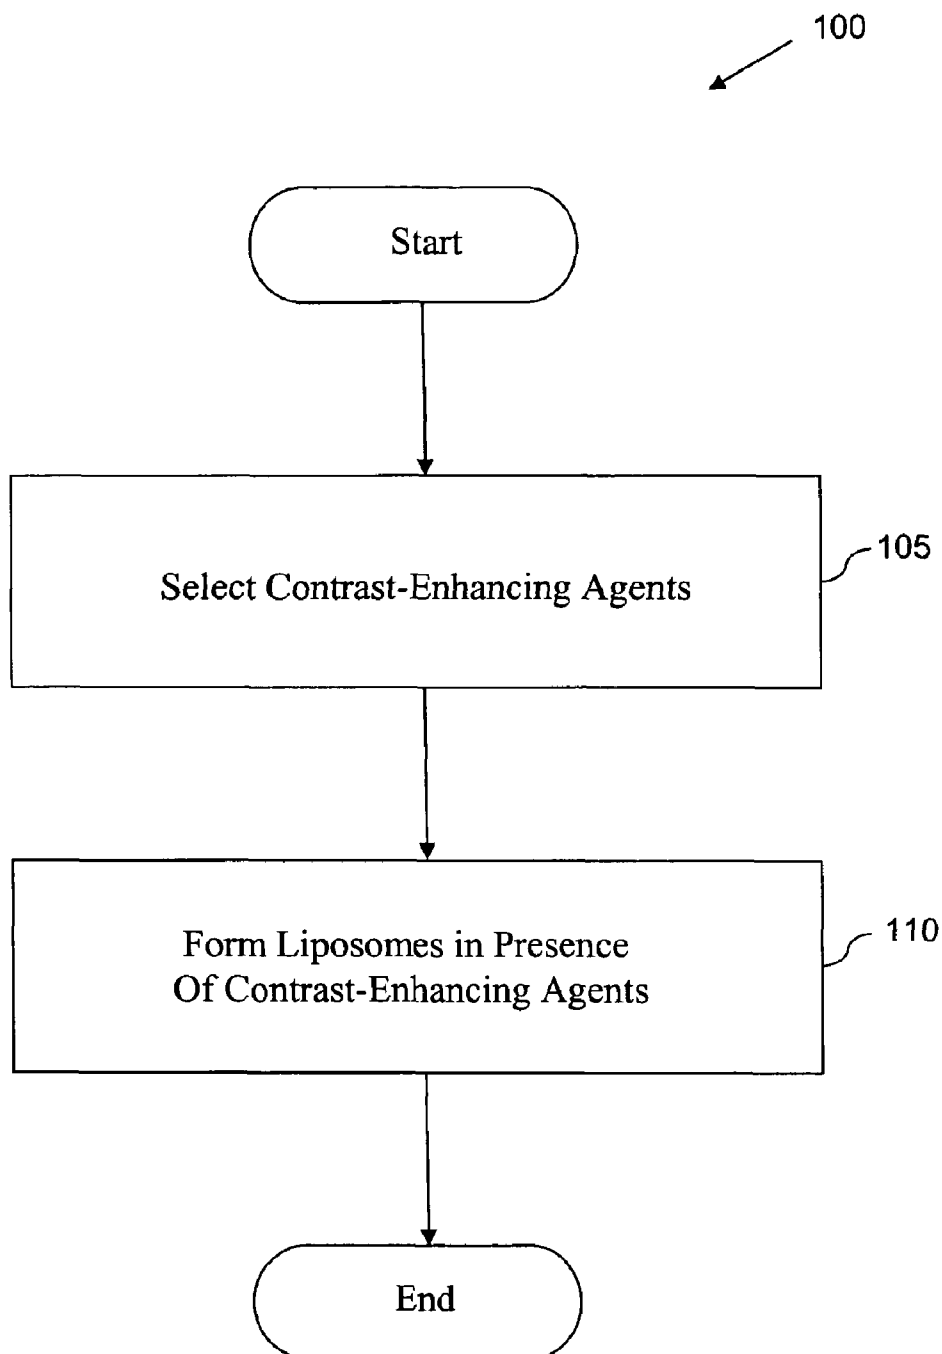 100
Start
Select Contrast-Enhancing Agents
105
Form Liposomes in Presence
Of Contrast-Enhancing Agents
110
End